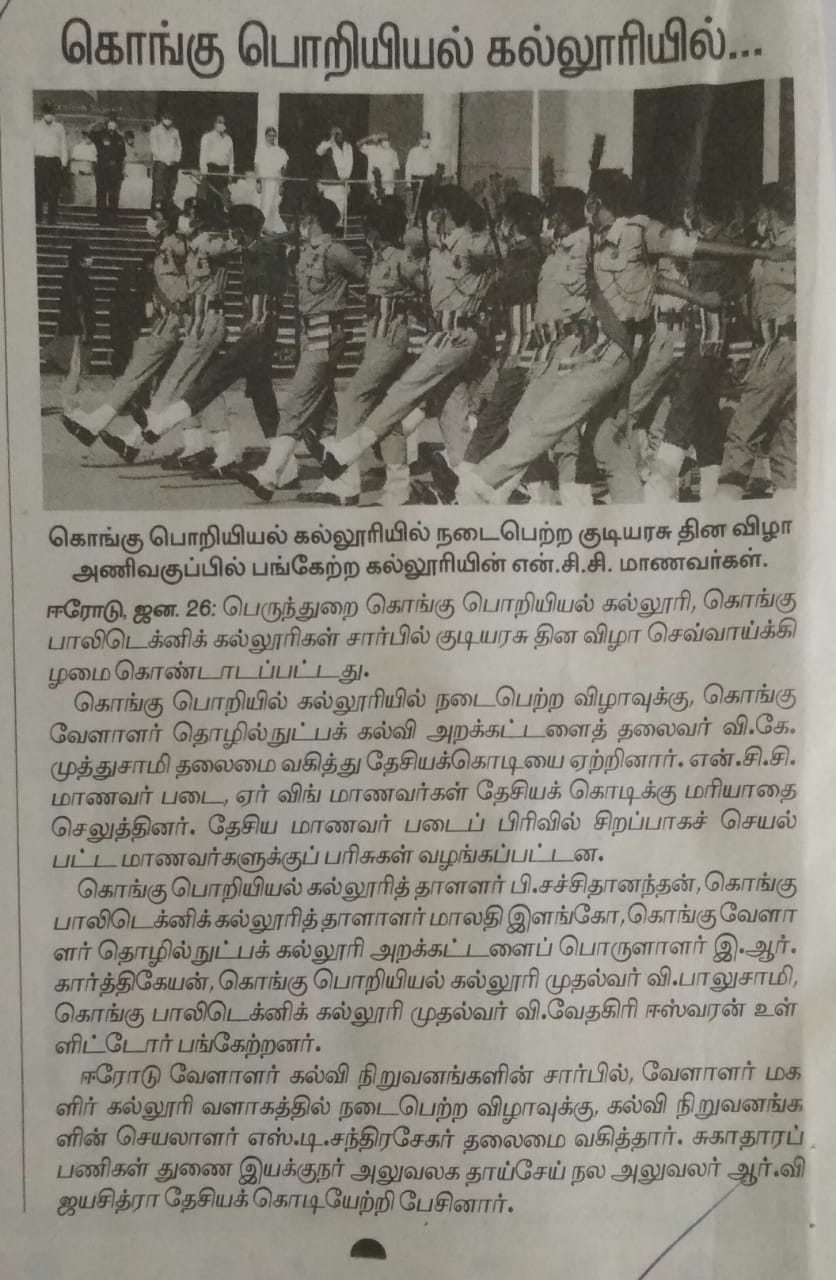 கொங்கு பொறியியல் கல்லூரியில்...
கொங்கு பொறியியல் கல்லூரியில் நடைபெற்ற குடியரசு தின விழா
அணிவகுப்பில் பங்கேற்ற கல்லூரியின் என்.சி.சி. மாணவர்கள்.
ஈரோடு, ஜன. 26: பெருந்துறை கொங்கு பொறியியல் கல்லூரி, கொங்கு
பாலிடெக்னிக் கல்லூரிகள் சார்பில் குடியரசு தின விழா செவ்வாய்க்கி
ழமை கொண்டாடப்பட்டது.
கொங்கு பொறியில் கல்லூரியில் நடைபெற்ற விழாவுக்கு, கொங்கு
வேளாளர் தொழில்நுட்பக் கல்வி அறக்கட்டளைத் தலைவர் வி.கே.
முத்துசாமி தலைமை வகித்து தேசியக்கொடியை ஏற்றினார். என்.சி.சி.
மாணவர் படை, ஏர் விங் மாணவர்கள் தேசியக் கொடிக்கு மரியாதை
செலுத்தினர். தேசிய மாணவர் படைப் பிரிவில் சிறப்பாகச் செயல்
பட்ட மாணவர்களுக்குப் பரிசுகள் வழங்கப்பட்டன.
கொங்கு பொறியியல் கல்லூரித் தாளளர் பி.சச்சிதானந்தன், கொங்கு
பாலிடெக்னிக் கல்லூரித் தாளாளர் மாலதி இளங்கோ, கொங்கு வேளா
ளர் தொழில்நுட்பக் கல்லூரி அறக்கட்டளைப் பொருளாளர் இ.ஆர்.
கார்த்திகேயன், கொங்கு பொறியியல் கல்லூரி முதல்வர் வி.பாலுசாமி,
கொங்கு பாலிடெக்னிக் கல்லூரி முதல்வர் வி.வேதகிரி ஈஸ்வரன் உள்
ளிட்டோர் பங்கேற்றனர்.
ஈரோடு வேளாளர் கல்வி நிறுவனங்களின் சார்பில், வேளாளர் மக
ளிர் கல்லூரி வளாகத்தில் நடைபெற்ற விழாவுக்கு, கல்வி நிறுவனங்க
ளின் செயலாளர் எஸ்.டி.சந்திரசேகர் தலைமை வகித்தார். சுகாதாரப்
பணிகள் துணை இயக்குநர் அலுவலக தாய்சேய் நல அலுவலர் ஆர்.வி
ஜயசித்ரா தேசியக் கொடியேற்றி பேசினார்.